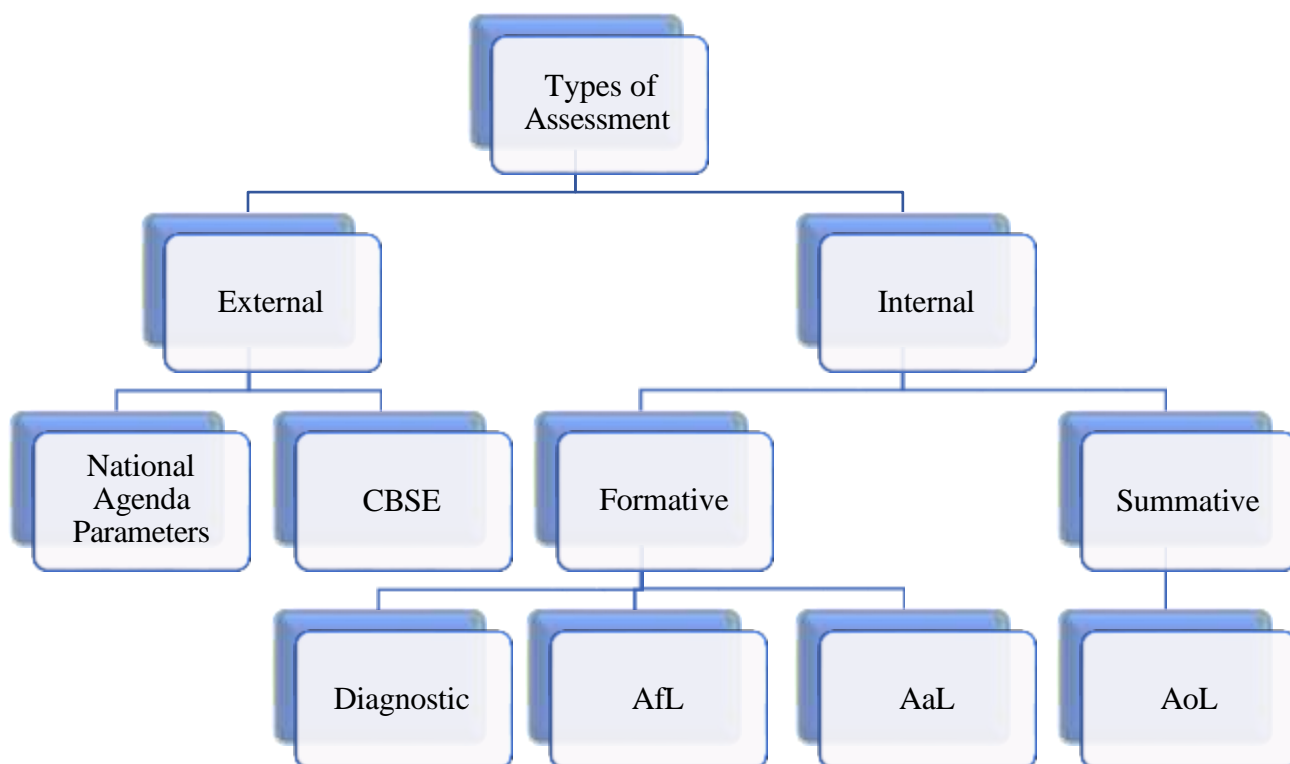 Types of
Assessment
External
Internal
National
Agenda
Parameters
CBSE
Formative
Summative
Diagnostic
AfL
AaL
AoL